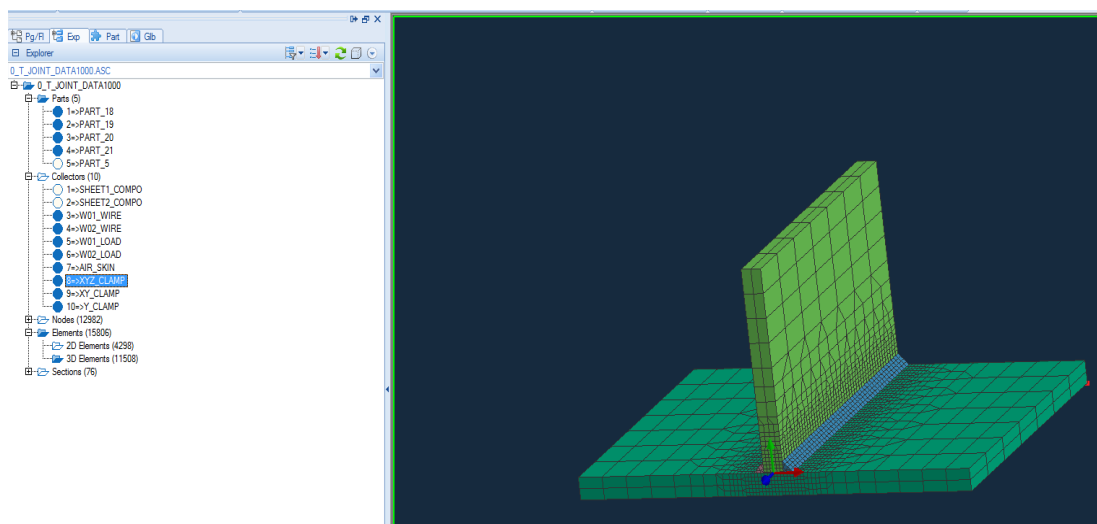 Pg/Fl Exp Part Glb
Explorer
0_T_JOINT_DATA1000.ASC
0_T_JOINT_DATA1000
Parts (5)
1=>PART_18
2=>PART_19
3=>PART_20
4=>PART_21
5=>PART_5
Collectors (10)
1=>SHEET1_COMPO
2=>SHEET2_COMPO
3=>W01_WIRE
4=>W02_WIRE
5=>W01_LOAD
6=>W02_LOAD
7=>AIR_SKIN
8=>XYZ_CLAMP
9=>XY_CLAMP
10=>Y_CLAMP
Nodes (12982)
Elements (15806)
2D Elements (4298)
3D Elements (11508)
Sections (76)